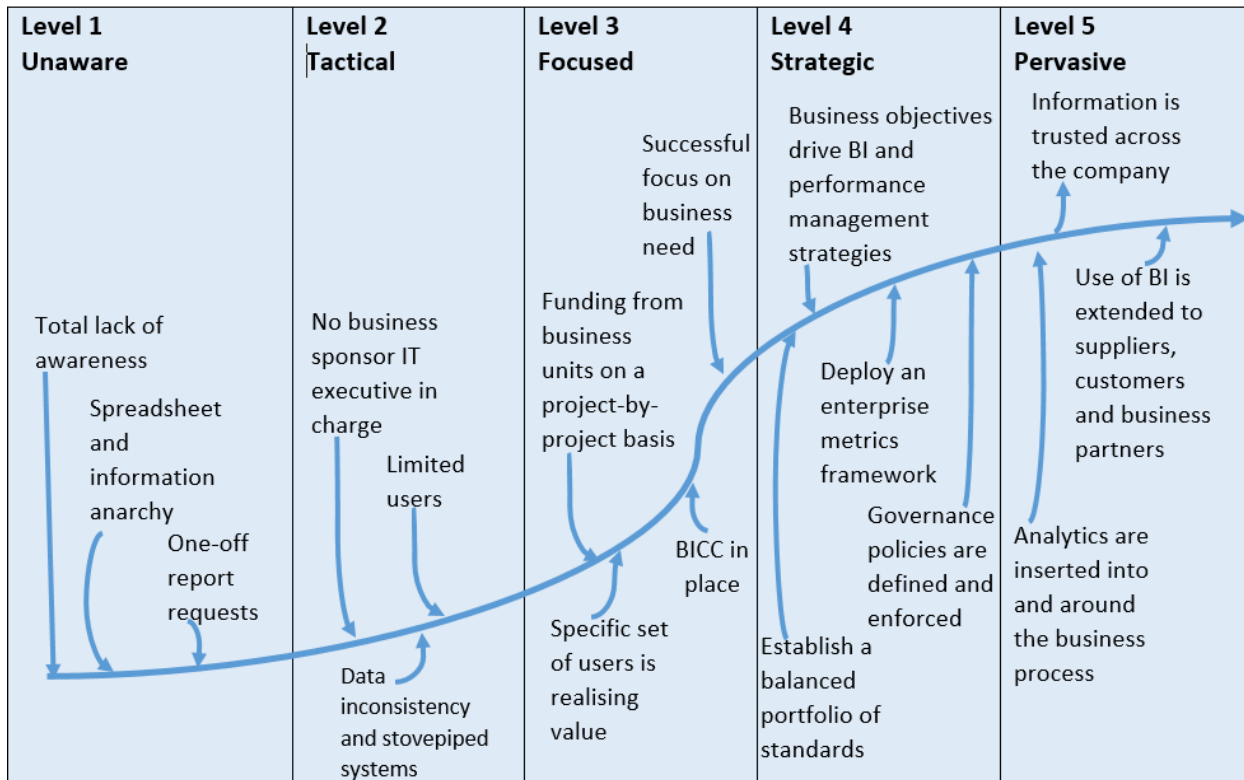 Level 1
Unaware
Total lack of
awareness
Spreadsheet
and
information
anarchy
One-off
report
requests
Level 2
Tactical
No business
sponsor IT
executive in
charge
Limited
users
Data
inconsistency
and stovepiped
systems
Level 3
Focused
Successful
focus on
business
need
Funding from
business
units on a
project-by-
project basis
BICC in
place
Specific set
of users is
realising
value
Level 4
Strategic
Business objectives
drive BI and
performance
management
strategies
Deploy an
enterprise
metrics
framework
Governance
policies are
defined and
enforced
Establish a
balanced
portfolio of
standards
Level 5
Pervasive
Information is
trusted across
the company
Use of BI is
extended to
suppliers,
customers
and business
partners
Analytics are
inserted into
and around
the business
process